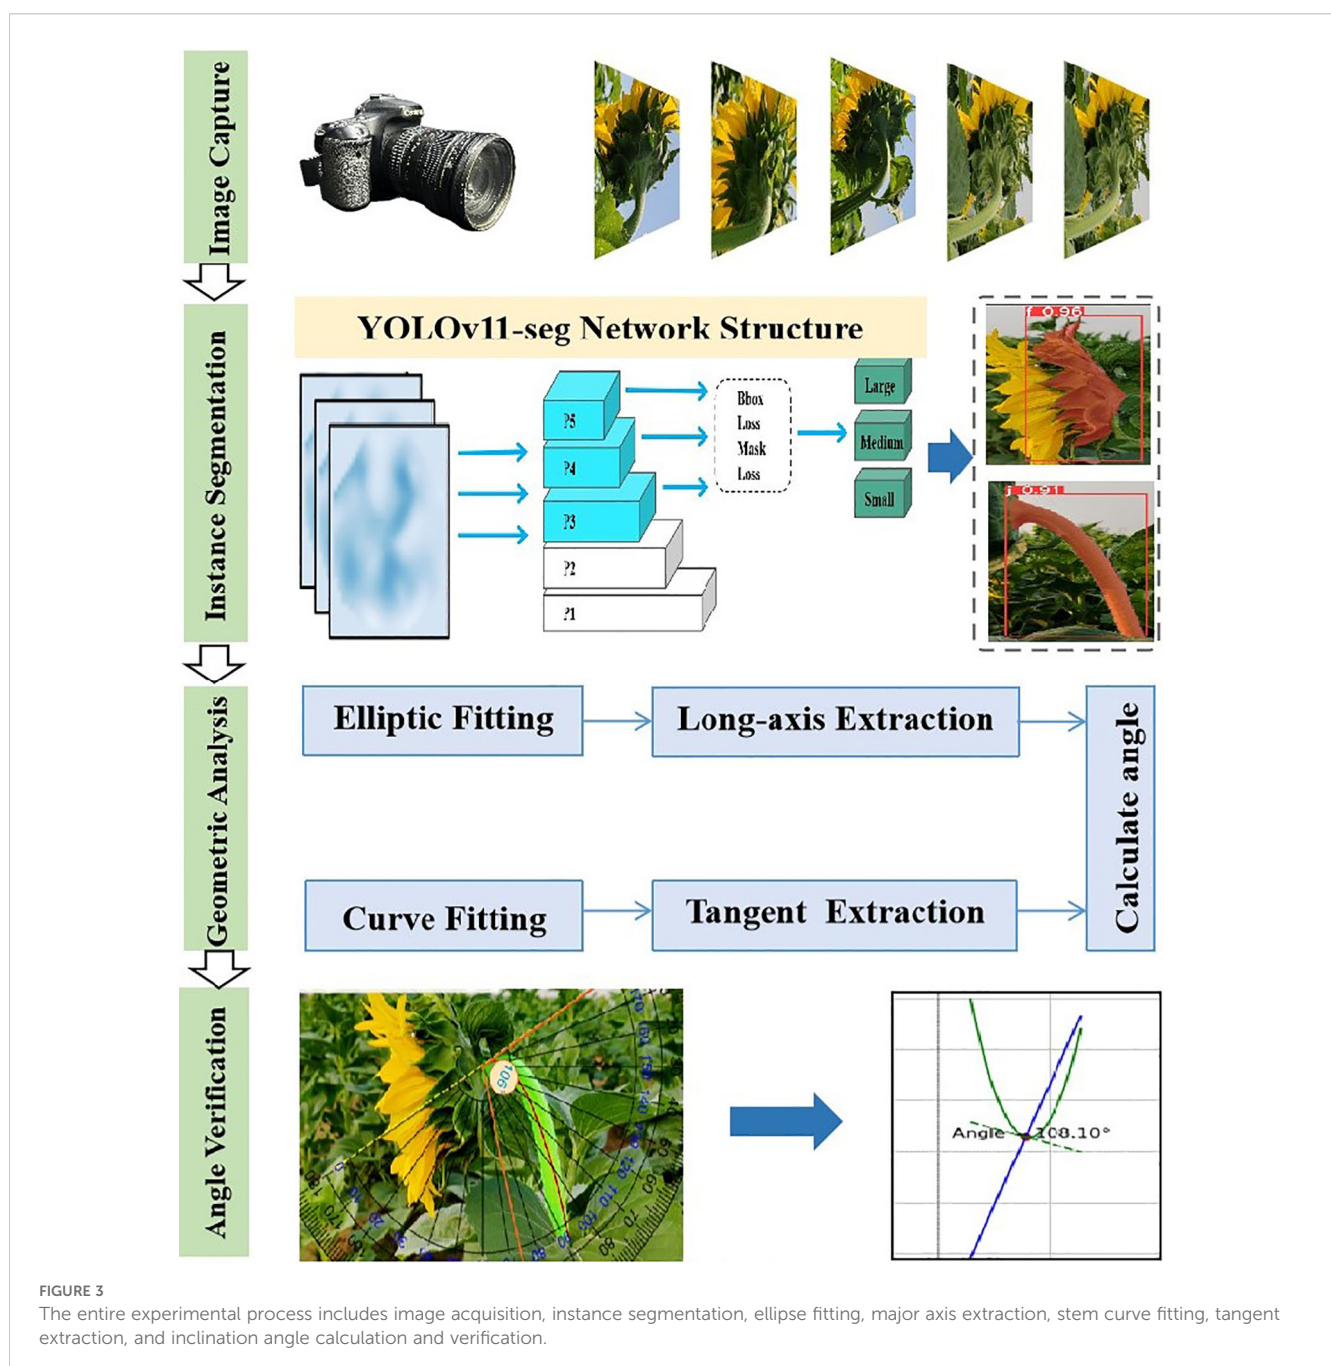 Image Capture
Instance Segmentation
YOLOv11-seg Network Structure
P5
P4
P3
P2
P1
Bbox
Loss
Mask
Loss
Large
Medium
Small
f 0.96
f 0.91
Geometric Analysis
Elliptic Fitting
Long-axis Extraction
Curve Fitting
Tangent Extraction
Calculate angle
Angle Verification
106
Angle 108.10°
FIGURE 3
The entire experimental process includes image acquisition, instance segmentation, ellipse fitting, major axis extraction, stem curve fitting, tangent
extraction, and inclination angle calculation and verification.